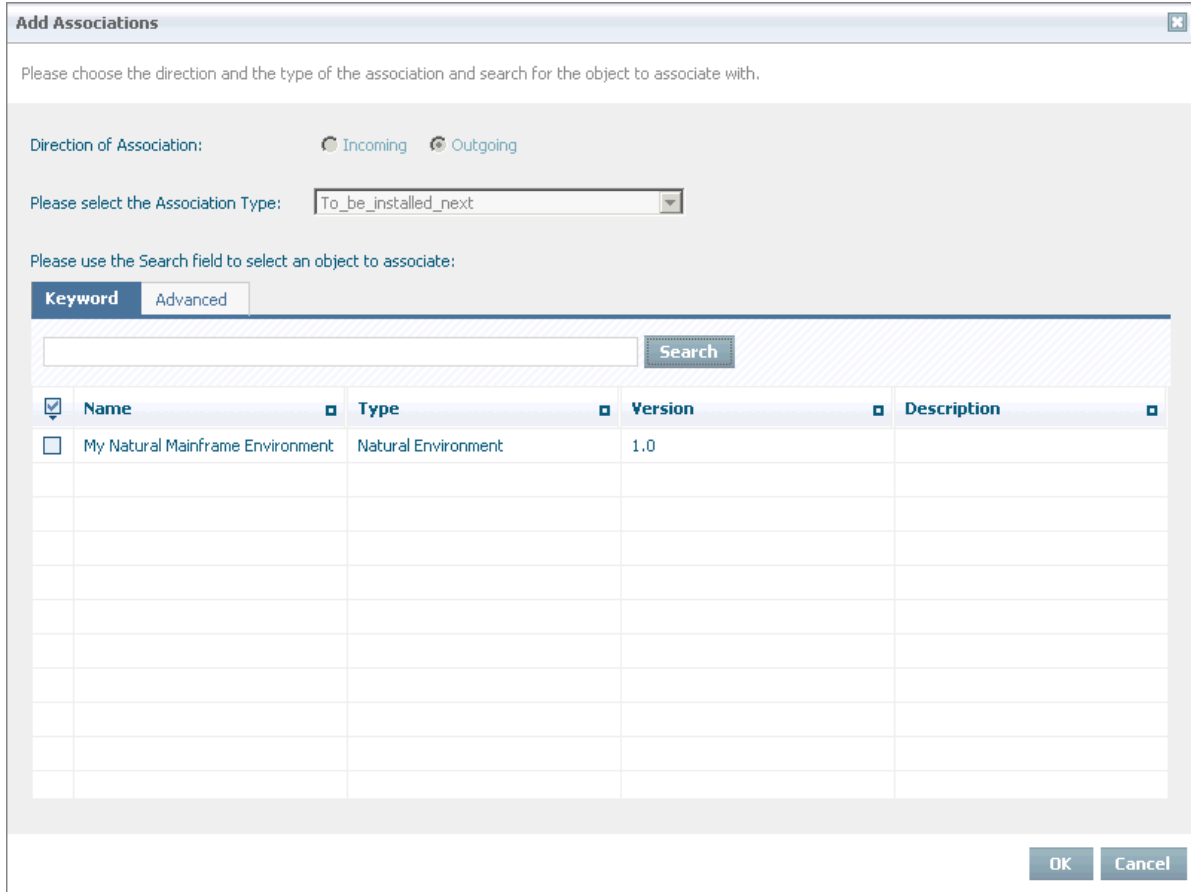 Add Associations
Please choose the direction and the type of the association and search for the object to associate with.
Direction of Association: Incoming Outgoing
Please select the Association Type: To_be_installed_next
Please use the Search field to select an object to associate:
Keyword Advanced
Search
Name Type Version Description
My Natural Mainframe Environment Natural Environment 1.0
OK Cancel